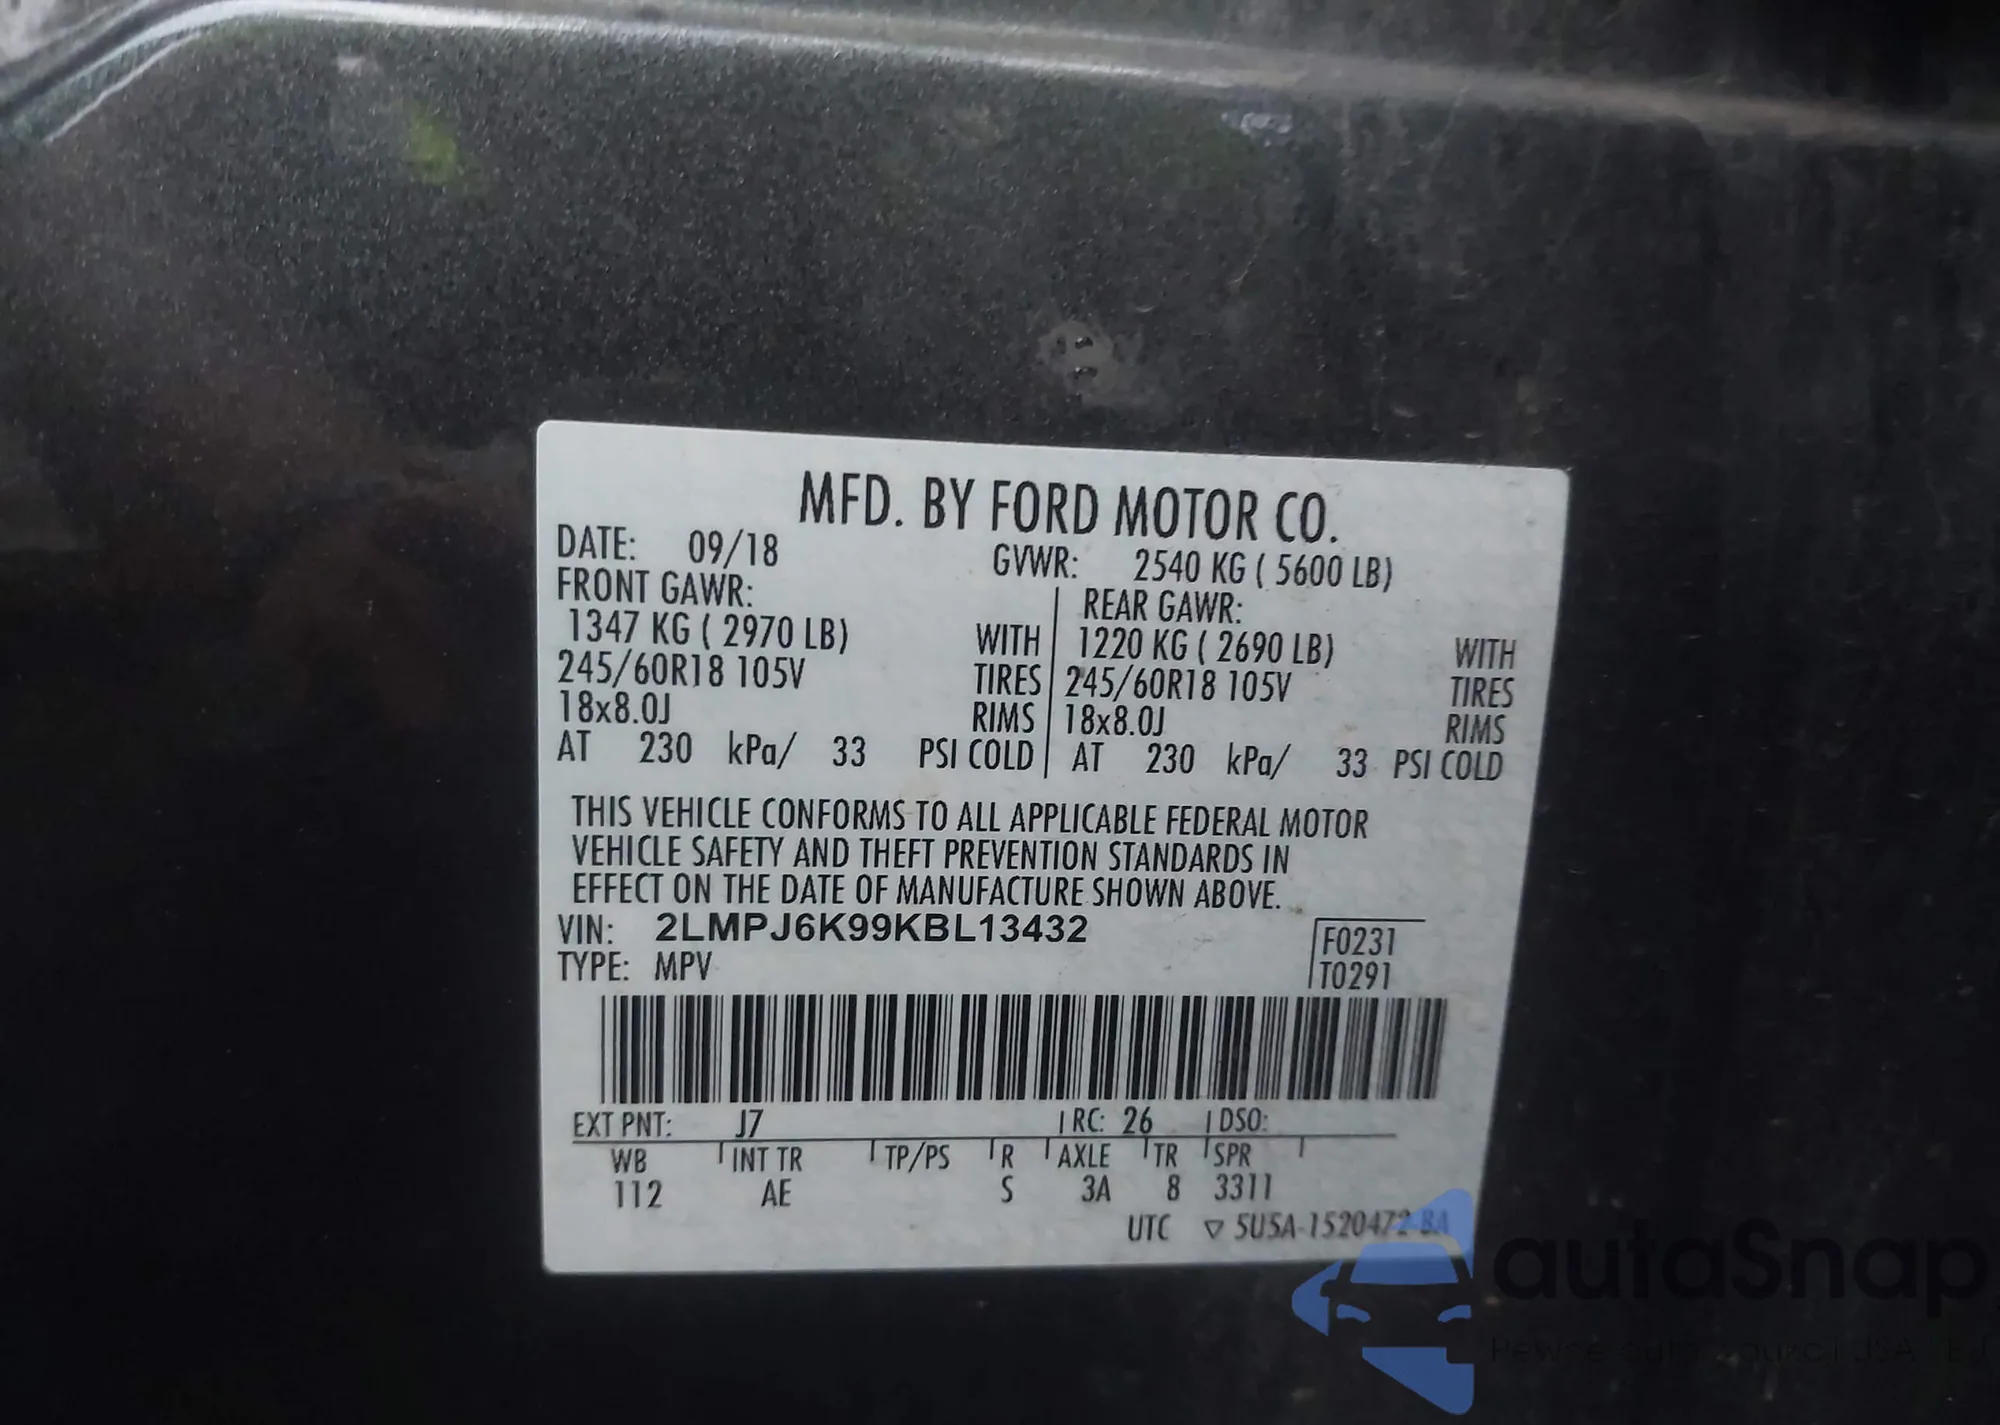 MFD. BY FORD MOTOR CO.
DATE: 09/18 GVWR: 2540 KG ( 5600 LB)
FRONT GAWR: REAR GAWR:
1347 KG ( 2970 LB) WITH 1220 KG ( 2690 LB) WITH
245/60R18 105V TIRES 245/60R18 105V TIRES
18x8.0J RIMS 18x8.0J RIMS
AT 230 kPa/ 33 PSI COLD AT 230 kPa/ 33 PSI COLD
THIS VEHICLE CONFORMS TO ALL APPLICABLE FEDERAL MOTOR
VEHICLE SAFETY AND THEFT PREVENTION STANDARDS IN
EFFECT ON THE DATE OF MANUFACTURE SHOWN ABOVE.
VIN: 2LMPJ6K99KBL13432
F0231
TYPE: MPV
T0291
EXT PNT: J7 RC: 26 DSO:
WB INT TR TP/PS R AXLE TR SPR
112 AE S 3A 8 3311
UTC ▽ 5U5A-1520472-BA
autoSnap